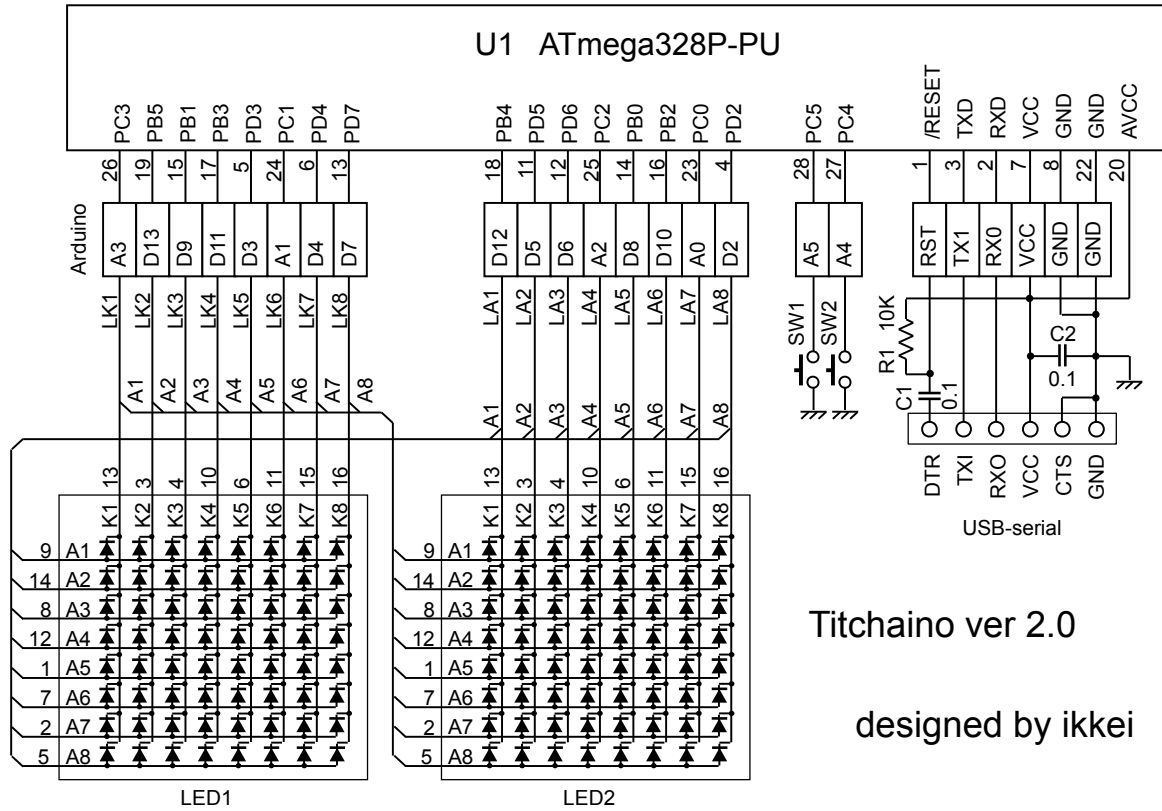 U1 ATmega328P-PU
PC3 PB5 PB1 PB3 PD3 PC1 PD4 PD7
PB4 PD5 PD6 PC2 PB0 PB2 PC0 PD2
PC5 PC4
/RESET TXD RXD VCC GND GND AVCC
26 19 15 17 5 24 6 13
18 11 12 25 14 16 23 4
28 27
1 3 2 7 8 22 20
Arduino
A3 D13 D9 D11 D3 A1 D4 D7
D12 D5 D6 A2 D8 D10 A0 D2
A5 A4
RST TX1 RX0 VCC GND GND
LK1 LK2 LK3 LK4 LK5 LK6 LK7 LK8
LA1 LA2 LA3 LA4 LA5 LA6 LA7 LA8
SW1 SW2
R1 10K
C2
0.1
C1 0.1
A1 A2 A3 A4 A5 A6 A7 A8
A1 A2 A3 A4 A5 A6 A7 A8
DTR TXI RXO VCC CTS GND
USB-serial
13 3 4 10 6 11 15 16
K1 K2 K3 K4 K5 K6 K7 K8
9 A1
14 A2
8 A3
12 A4
1 A5
7 A6
2 A7
5 A8
LED1
13 3 4 10 6 11 15 16
K1 K2 K3 K4 K5 K6 K7 K8
9 A1
14 A2
8 A3
12 A4
1 A5
7 A6
2 A7
5 A8
LED2
Titchaino ver 2.0
designed by ikkei